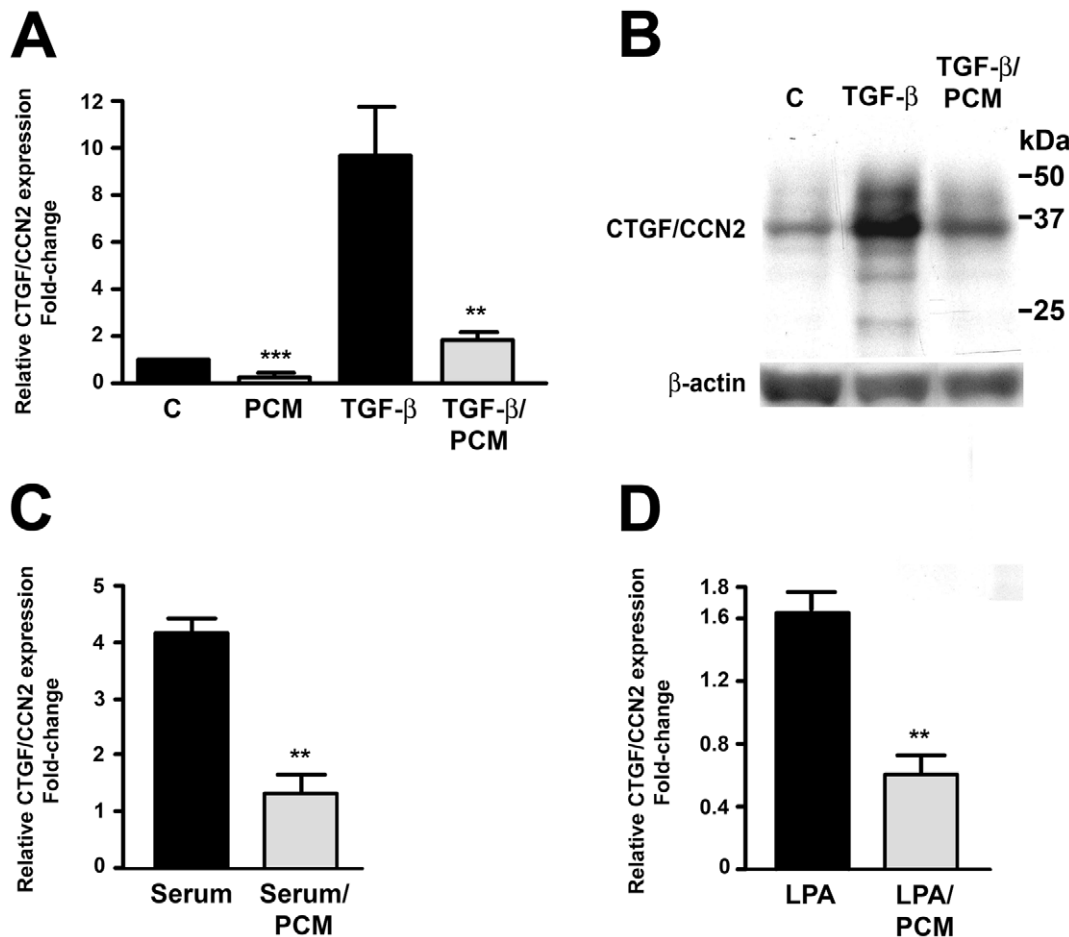 A
Relative CTGF/CCN2 expression
Fold-change
12
10
8
6
4
2
0
***
**
C
PCM
TGF-β
TGF-β/
PCM
B
C
TGF-β
TGF-β/
PCM
kDa
-50
-37
-25
CTGF/CCN2
β-actin
C
Relative CTGF/CCN2 expression
Fold-change
5
4
4
2
1
0
**
Serum
Serum/
PCM
D
Relative CTGF/CCN2 expression
Fold-change
1.8
1.6
1.2
0.8
0.4
0
**
LPA
LPA/
PCM